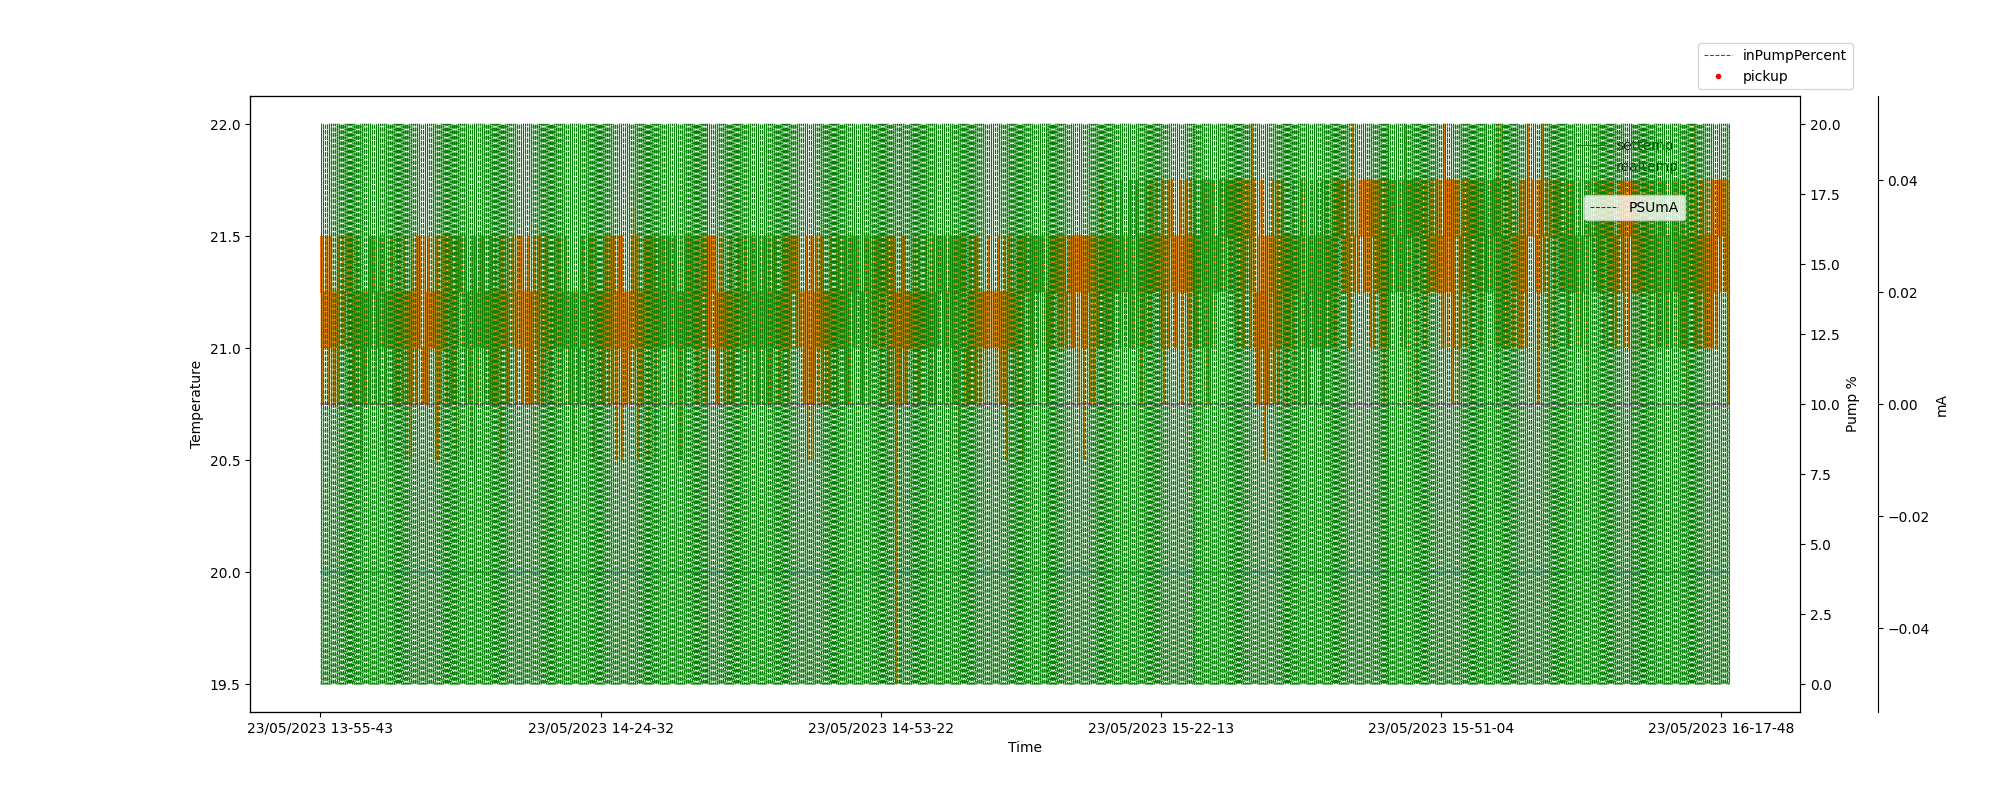 inPumpPercent
pickup
settemp
realtemp
PSUmA
22.0
21.5
21.0
20.5
20.0
19.5
Temperature
20.0
17.5
15.0
12.5
10.0
7.5
5.0
2.5
0.0
Pump %
0.04
0.02
0.00
−0.02
−0.04
mA
23/05/2023 13-55-43
23/05/2023 14-24-32
23/05/2023 14-53-22
23/05/2023 15-22-13
23/05/2023 15-51-04
23/05/2023 16-17-48
Time